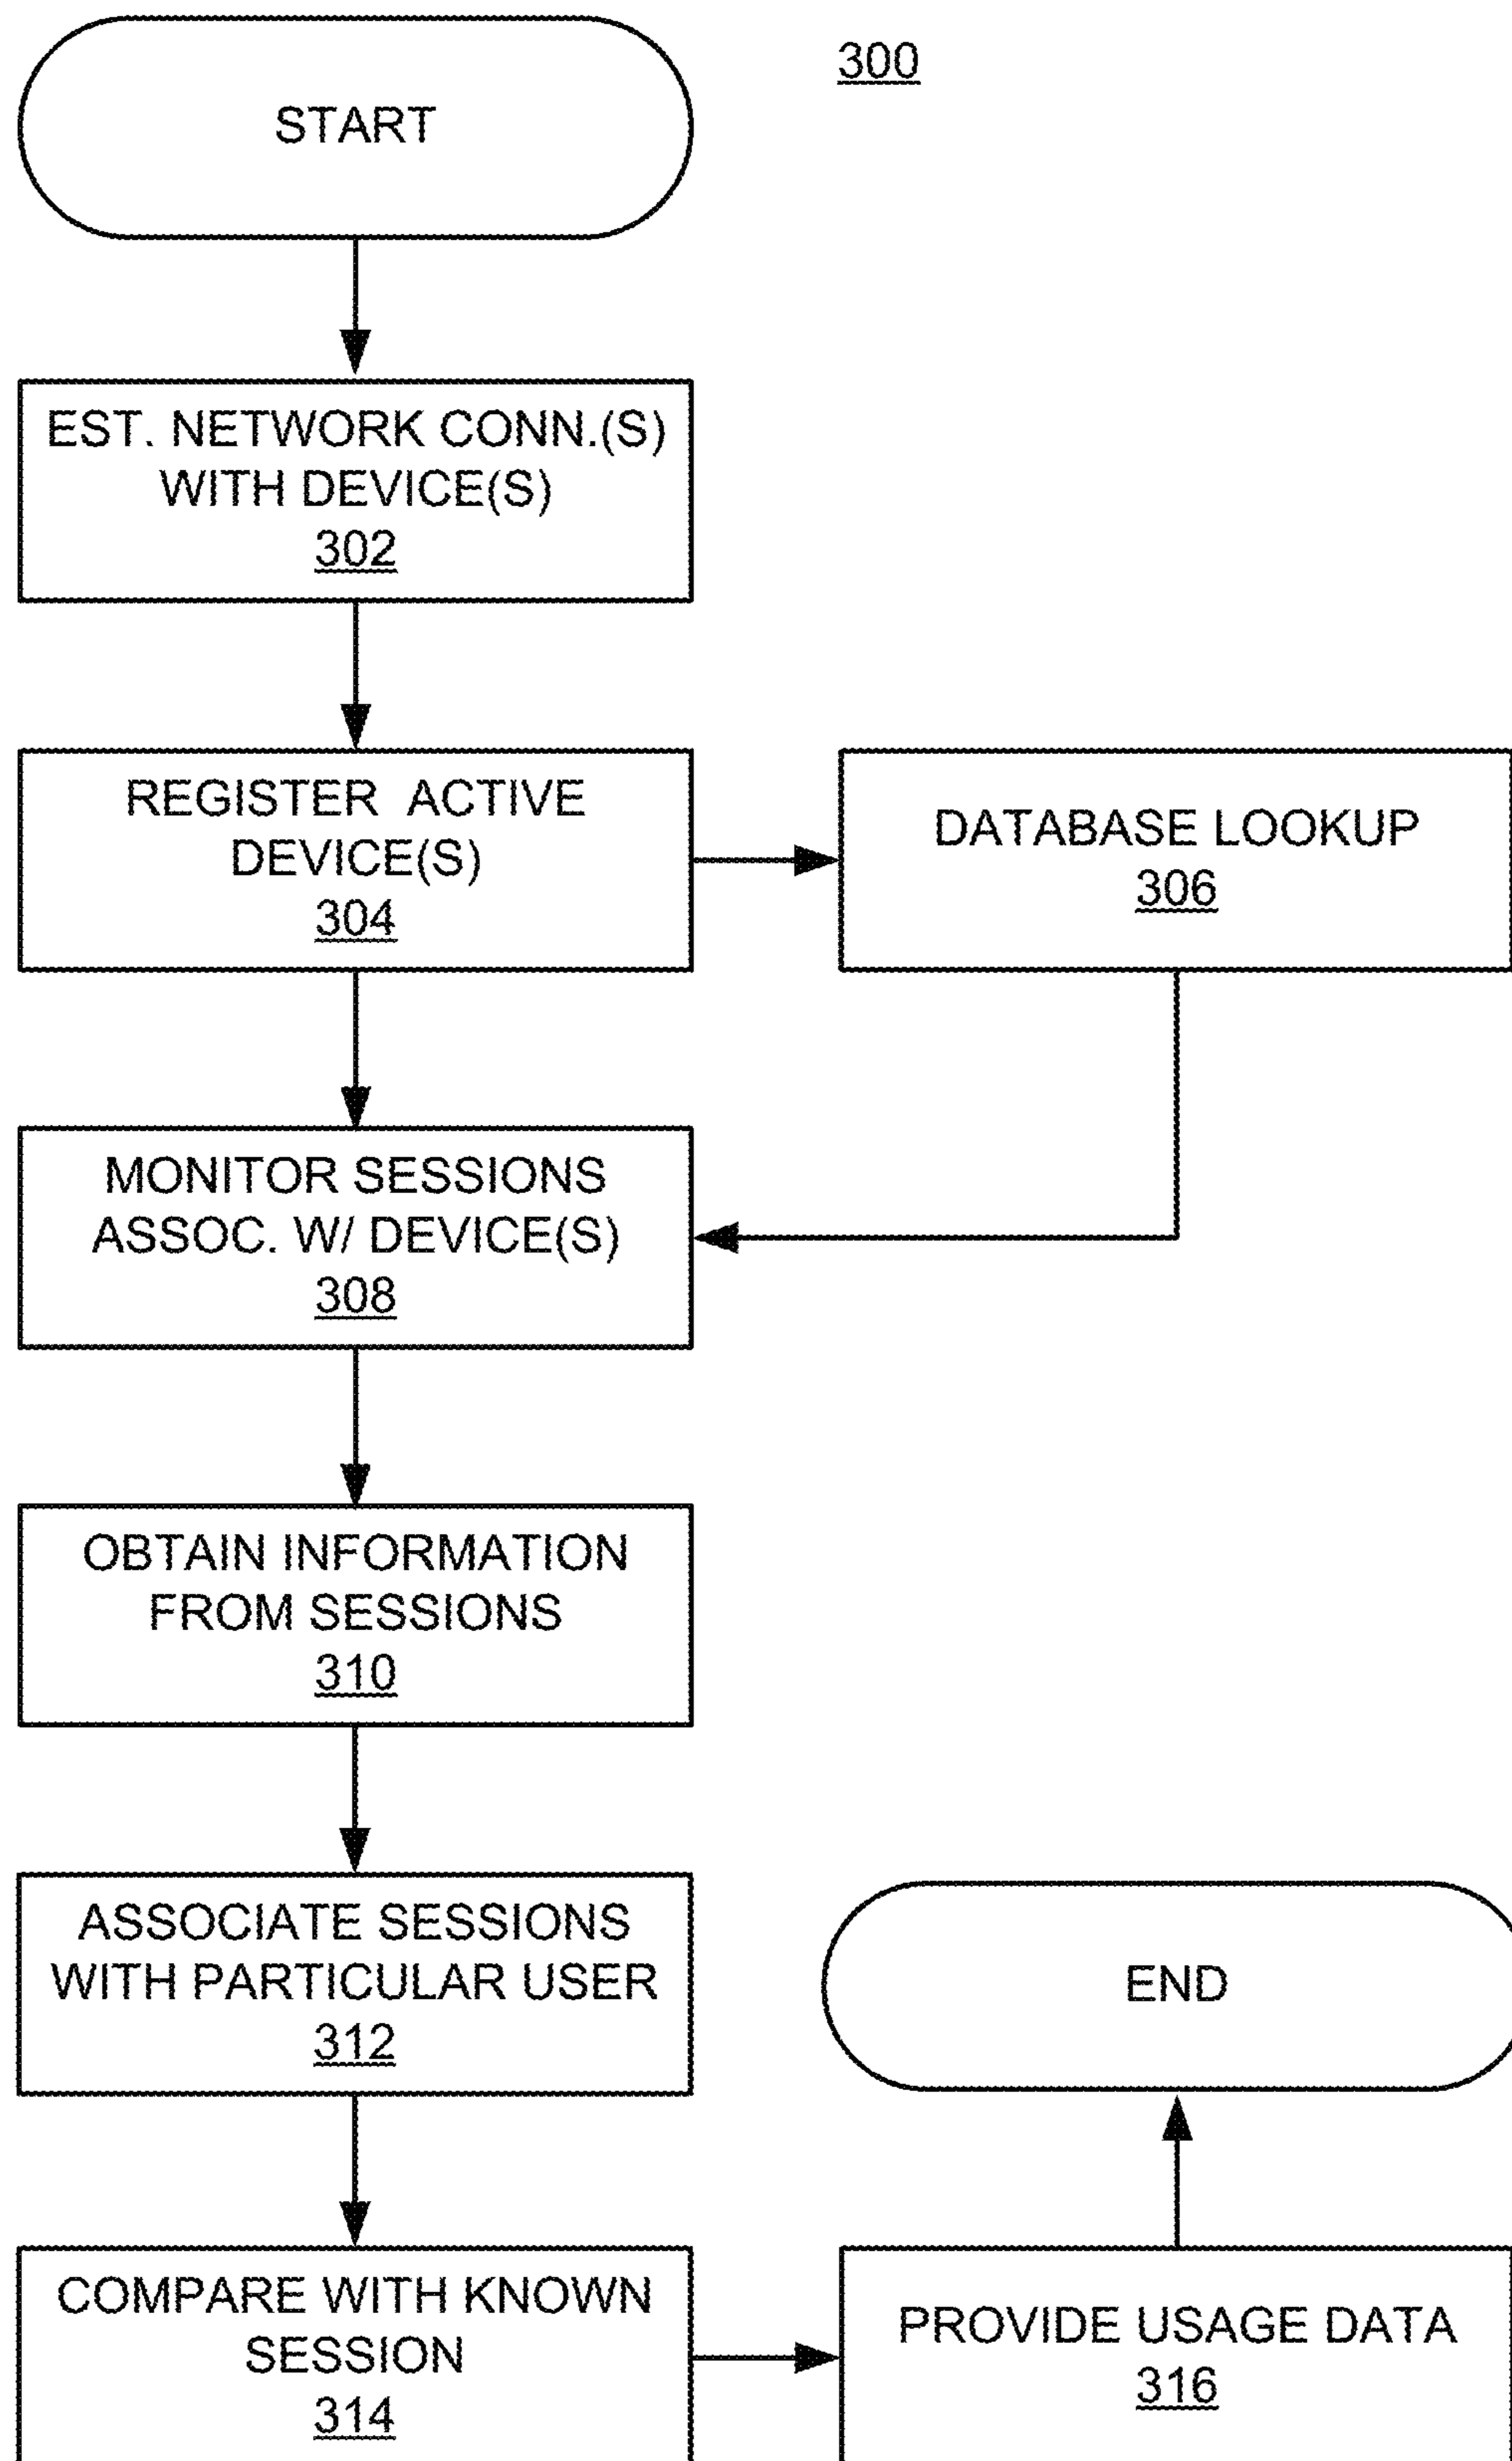 300
START
EST. NETWORK CONN.(S)
WITH DEVICE(S)
302
REGISTER ACTIVE
DEVICE(S)
304
DATABASE LOOKUP
306
MONITOR SESSIONS
ASSOC. W/ DEVICE(S)
308
OBTAIN INFORMATION
FROM SESSIONS
310
ASSOCIATE SESSIONS
WITH PARTICULAR USER
312
COMPARE WITH KNOWN
SESSION
314
PROVIDE USAGE DATA
316
END